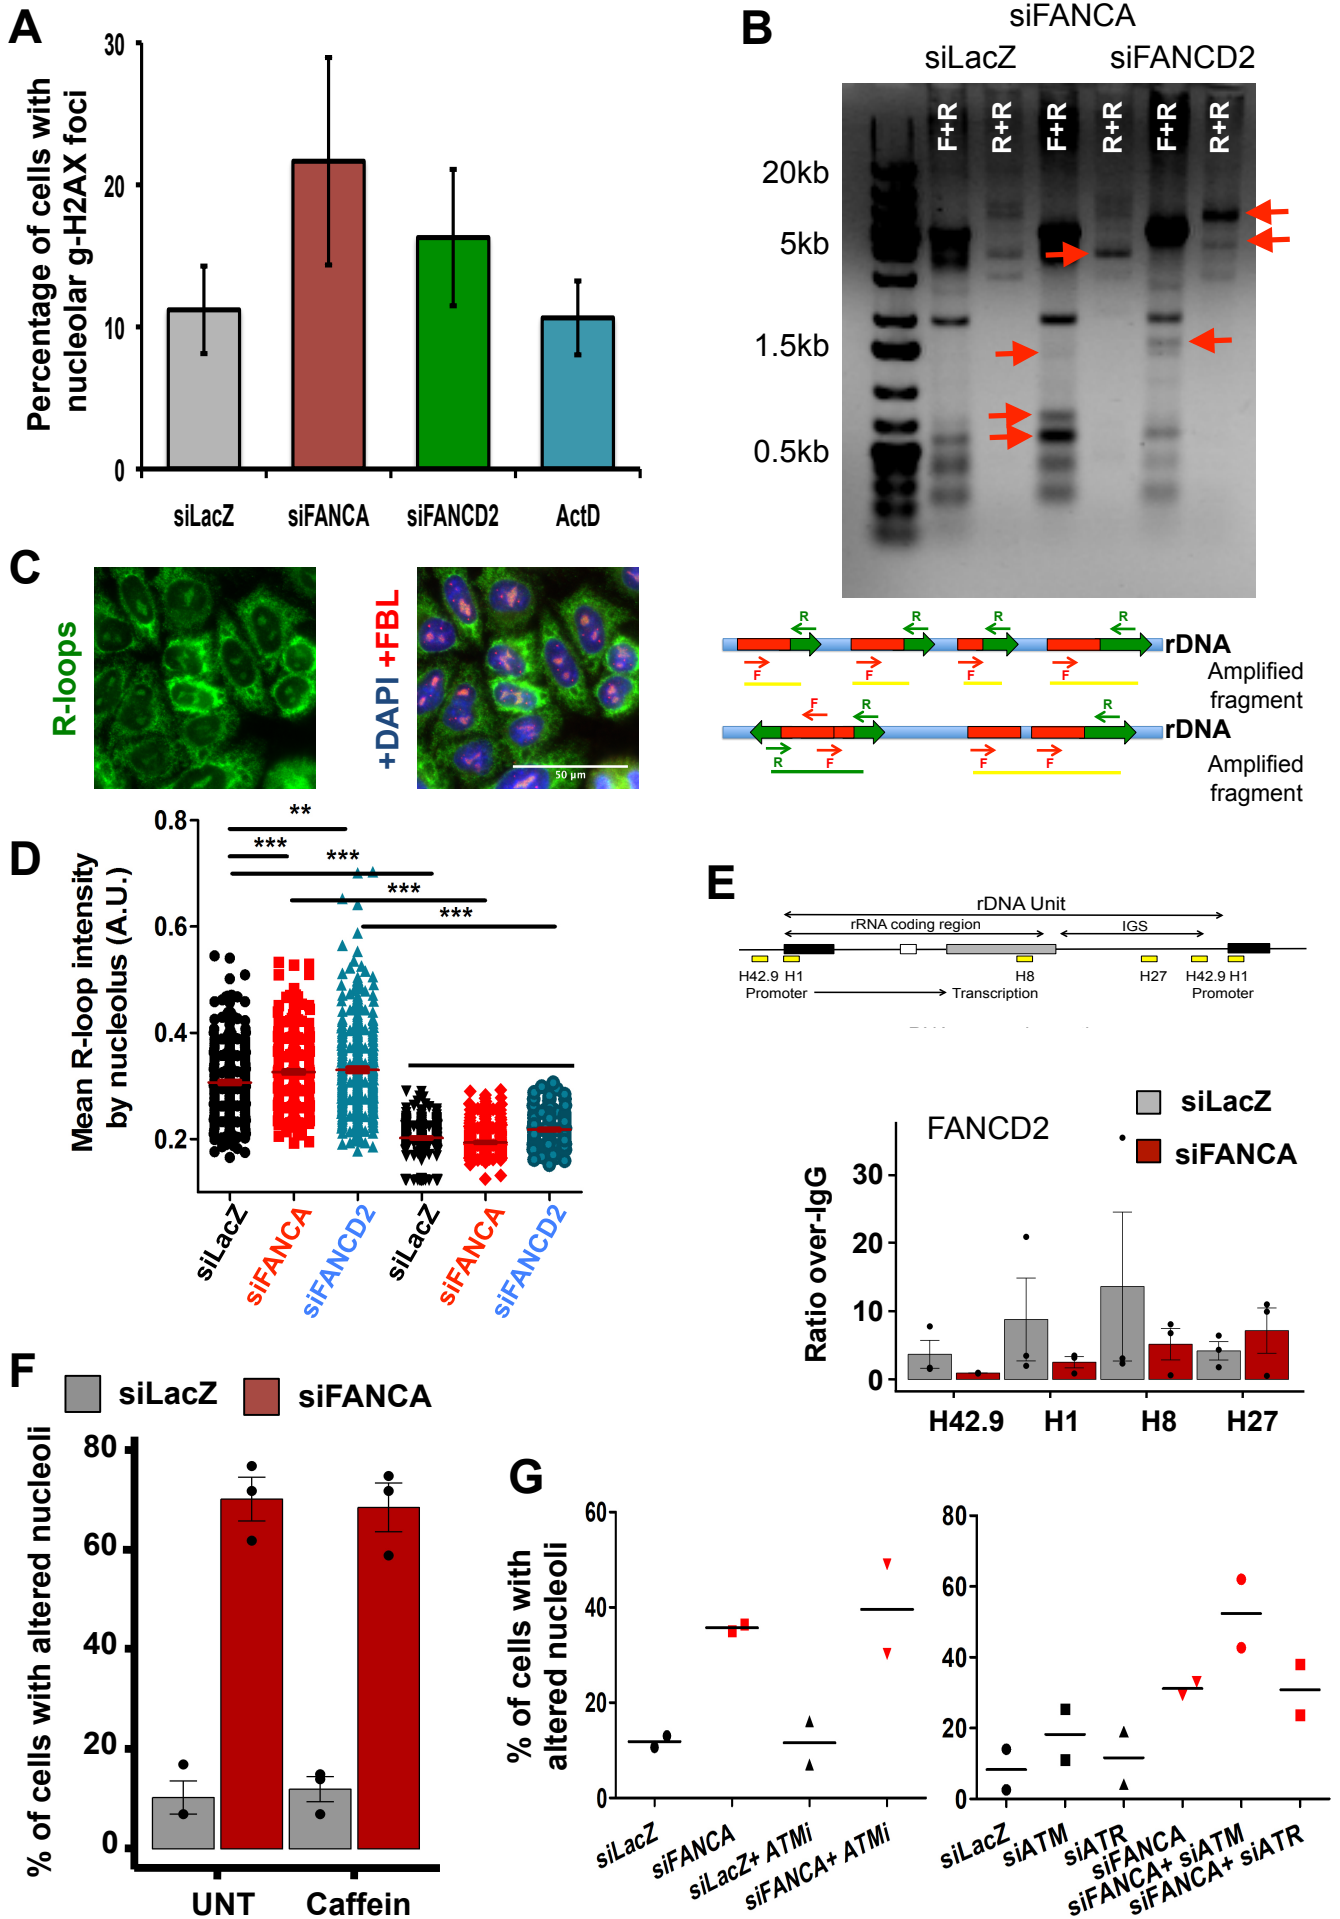 A
Percentage of cells with
nucleolar g-H2AX foci
30
20
10
0
siLacZ
siFANCA
siFANCD2
ActD
B
siFANCA
siLacZ
siFANCD2
F+R
R+R
F+R
R+R
F+R
R+R
20kb
5kb
1.5kb
0.5kb
R
R
R
R
rDNA
F
F
F
F
Amplified
fragment
F
R
R
rDNA
R
F
F
F
Amplified
fragment
C
R-loops
+DAPI +FBL
50 µm
D
Mean R-loop intensity
by nucleolus (A.U.)
0.8
0.6
0.4
0.2
**
***
***
***
***
siLacZ
siFANCA
siFANCD2
siLacZ
siFANCA
siFANCD2
E
rDNA Unit
rRNA coding region
IGS
H42.9 H1
H8
H27
H42.9 H1
Promoter
Transcription
Promoter
FANCD2
siLacZ
siFANCA
Ratio over-IgG
30
20
10
0
H42.9
H1
H8
H27
F
siLacZ
siFANCA
% of cells with altered nucleoli
80
60
40
20
0
UNT
Caffein
G
% of cells with
altered nucleoli
60
40
20
0
siLacZ
siFANCA
siLacZ+ ATMi
siFANCA+ ATMi
80
60
40
20
0
siLacZ
siATM
siATR
siFANCA
siFANCA+ siATM
siFANCA+ siATR